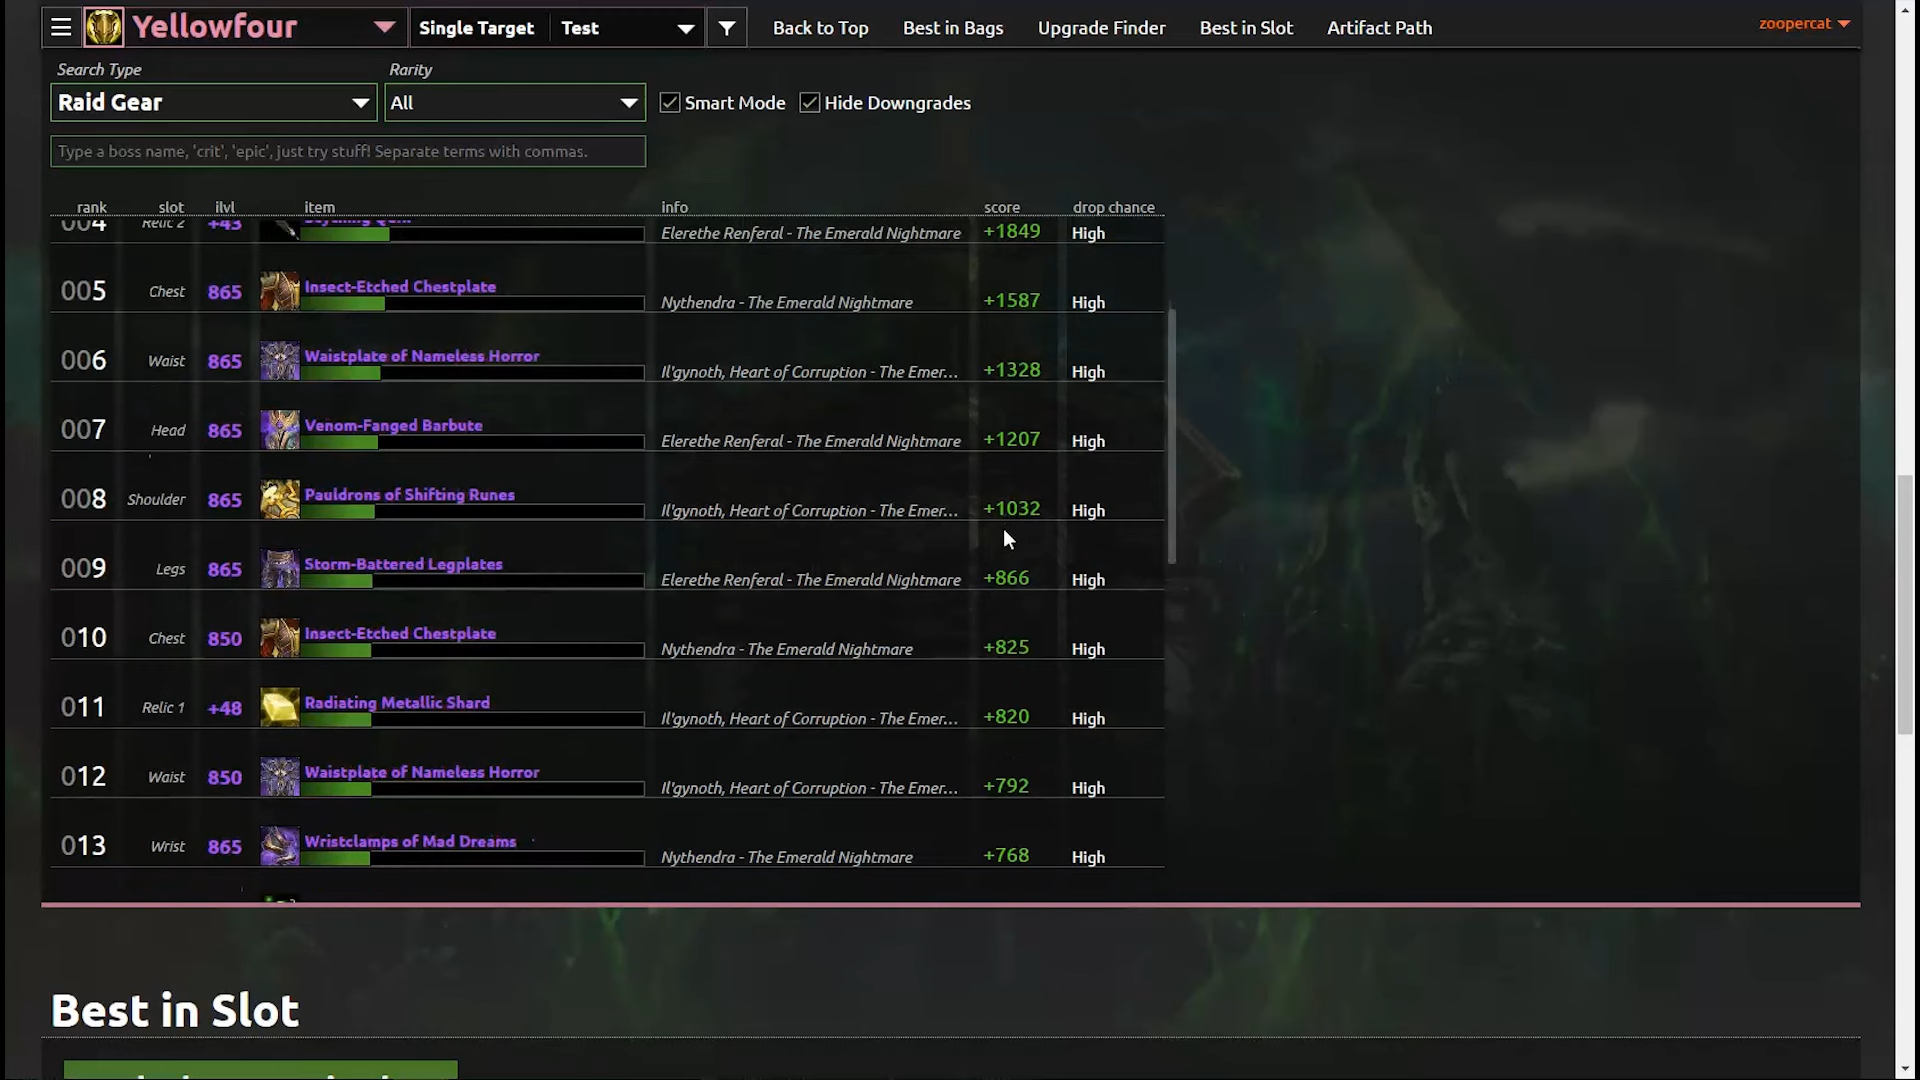 Yellowfour Single Target Test Back to Top Best in Bags Upgrade Finder Best in Slot Artifact Path zoopercat
Search Type Rarity
Raid Gear All Smart Mode Hide Downgrades
Type a boss name, 'crit', 'epic', just try stuff! Separate terms with commas.
rank slot ilvl item info score drop chance
004 Relic 2 +43 Elerethe Renferal - The Emerald Nightmare +1849 High
005 Chest 865 Insect-Etched Chestplate Nythendra - The Emerald Nightmare +1587 High
006 Waist 865 Waistplate of Nameless Horror Il'gynoth, Heart of Corruption - The Emer... +1328 High
007 Head 865 Venom-Fanged Barbute Elerethe Renferal - The Emerald Nightmare +1207 High
008 Shoulder 865 Pauldrons of Shifting Runes Il'gynoth, Heart of Corruption - The Emer... +1032 High
009 Legs 865 Storm-Battered Legplates Elerethe Renferal - The Emerald Nightmare +866 High
010 Chest 850 Insect-Etched Chestplate Nythendra - The Emerald Nightmare +825 High
011 Relic 1 +48 Radiating Metallic Shard Il'gynoth, Heart of Corruption - The Emer... +820 High
012 Waist 850 Waistplate of Nameless Horror Il'gynoth, Heart of Corruption - The Emer... +792 High
013 Wrist 865 Wristclamps of Mad Dreams Nythendra - The Emerald Nightmare +768 High
Best in Slot